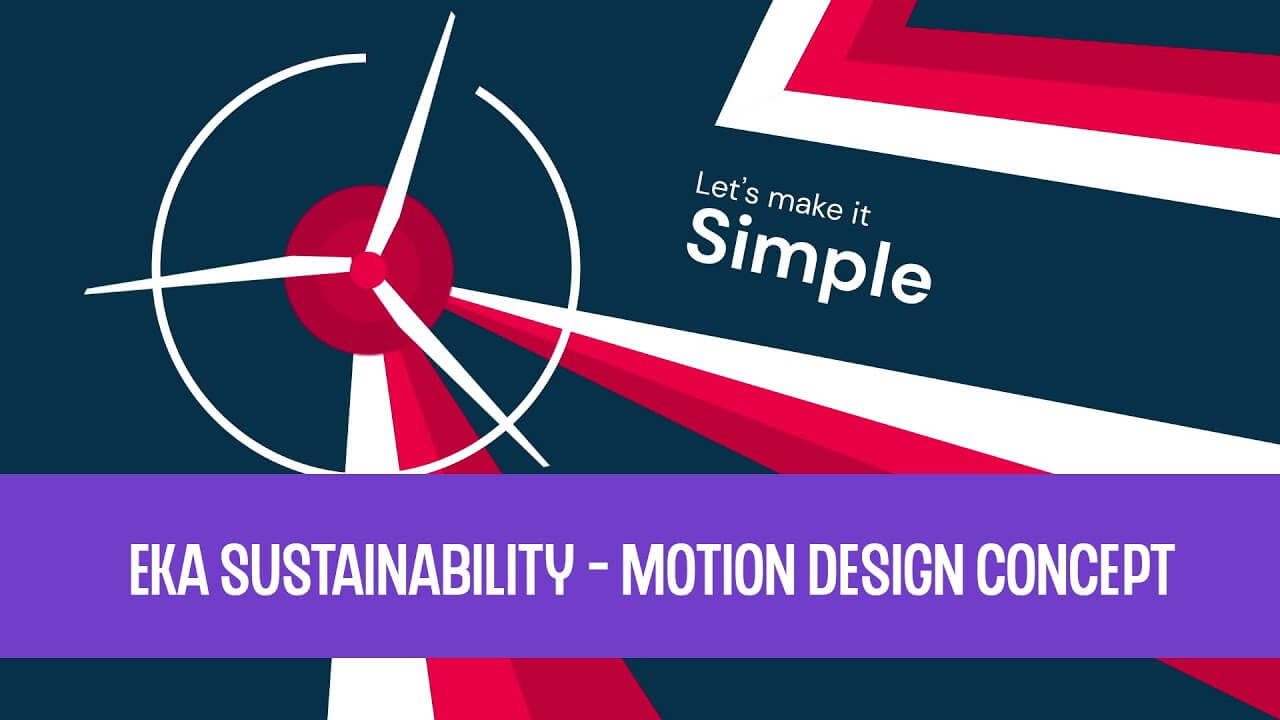 Let’s make it
Simple
EKA SUSTAINABILITY - MOTION DESIGN CONCEPT